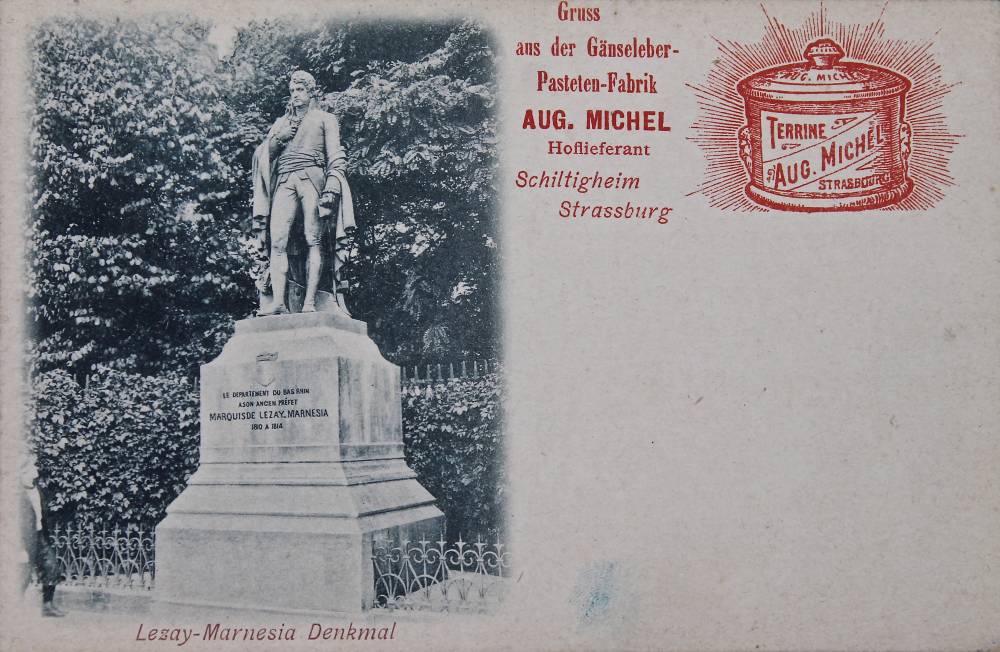 Gruss
aus der Gänseleber-
Pasteten-Fabrik
AUG. MICHEL
Hoflieferant
Schiltigheim
Strassburg
AUG. MICHEL
TERRINE
AUG. MICHEL
STRASBOURG
LE DEPARTEMENT DU BAS RHIN
A SON ANCIEN PRÉFET
MARQUIS DE LEZAY-MARNESIA
1810 A 1814
Lezay-Marnesia Denkmal